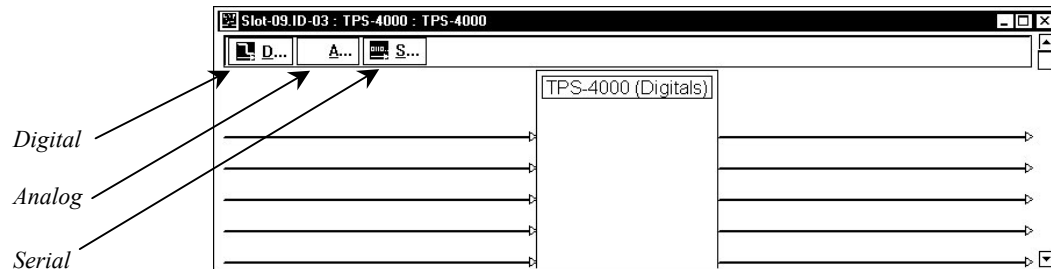 Slot-09.ID-03 : TPS-4000 : TPS-4000
D... A... S...
TPS-4000 (Digitals)
Digital
Analog
Serial